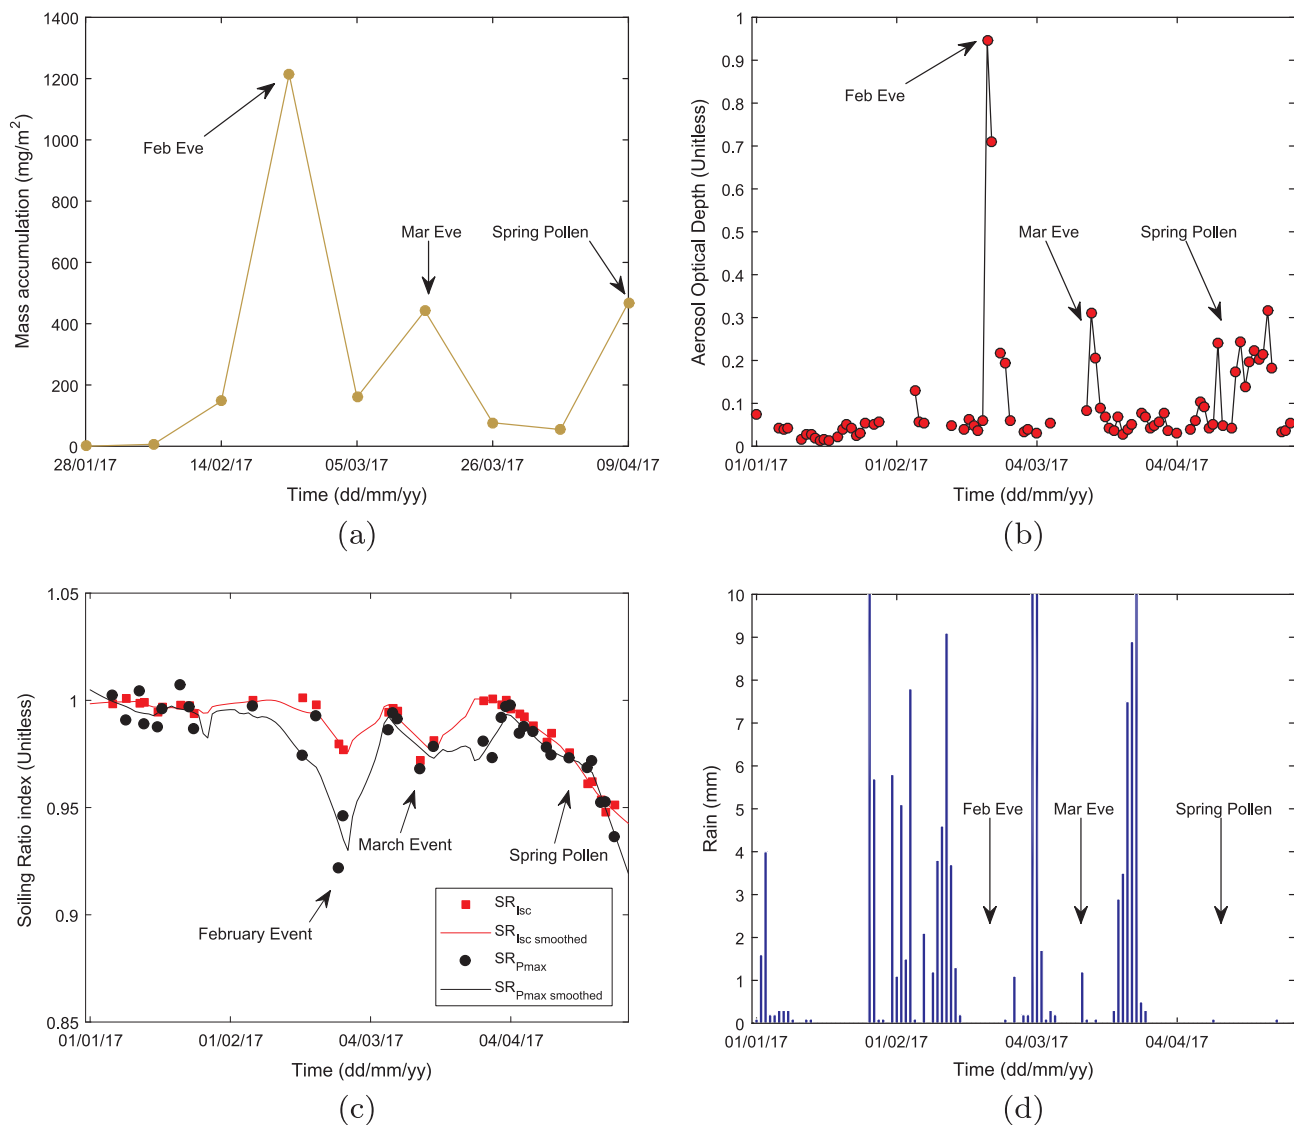 1400
1200
1000
800
600
400
200
0
Mass accumulation (mg/m²)
Feb Eve
Mar Eve
Spring Pollen
28/01/17 14/02/17 05/03/17 26/03/17 09/04/17
Time (dd/mm/yy)
(a)
1
0.9
0.8
0.7
0.6
0.5
0.4
0.3
0.2
0.1
0
Aerosol Optical Depth (Unitless)
Feb Eve
Mar Eve
Spring Pollen
01/01/17 01/02/17 04/03/17 04/04/17
Time (dd/mm/yy)
(b)
1.05
1
0.95
0.9
0.85
Soiling Ratio index (Unitless)
March Event
Spring Pollen
February Event
SR_Isc
SR_Isc smoothed
SR_Pmax
SR_Pmax smoothed
01/01/17 01/02/17 04/03/17 04/04/17
Time (dd/mm/yy)
(c)
10
9
8
7
6
5
4
3
2
1
0
Rain (mm)
Feb Eve
Mar Eve
Spring Pollen
01/01/17 01/02/17 04/03/17 04/04/17
Time (dd/mm/yy)
(d)